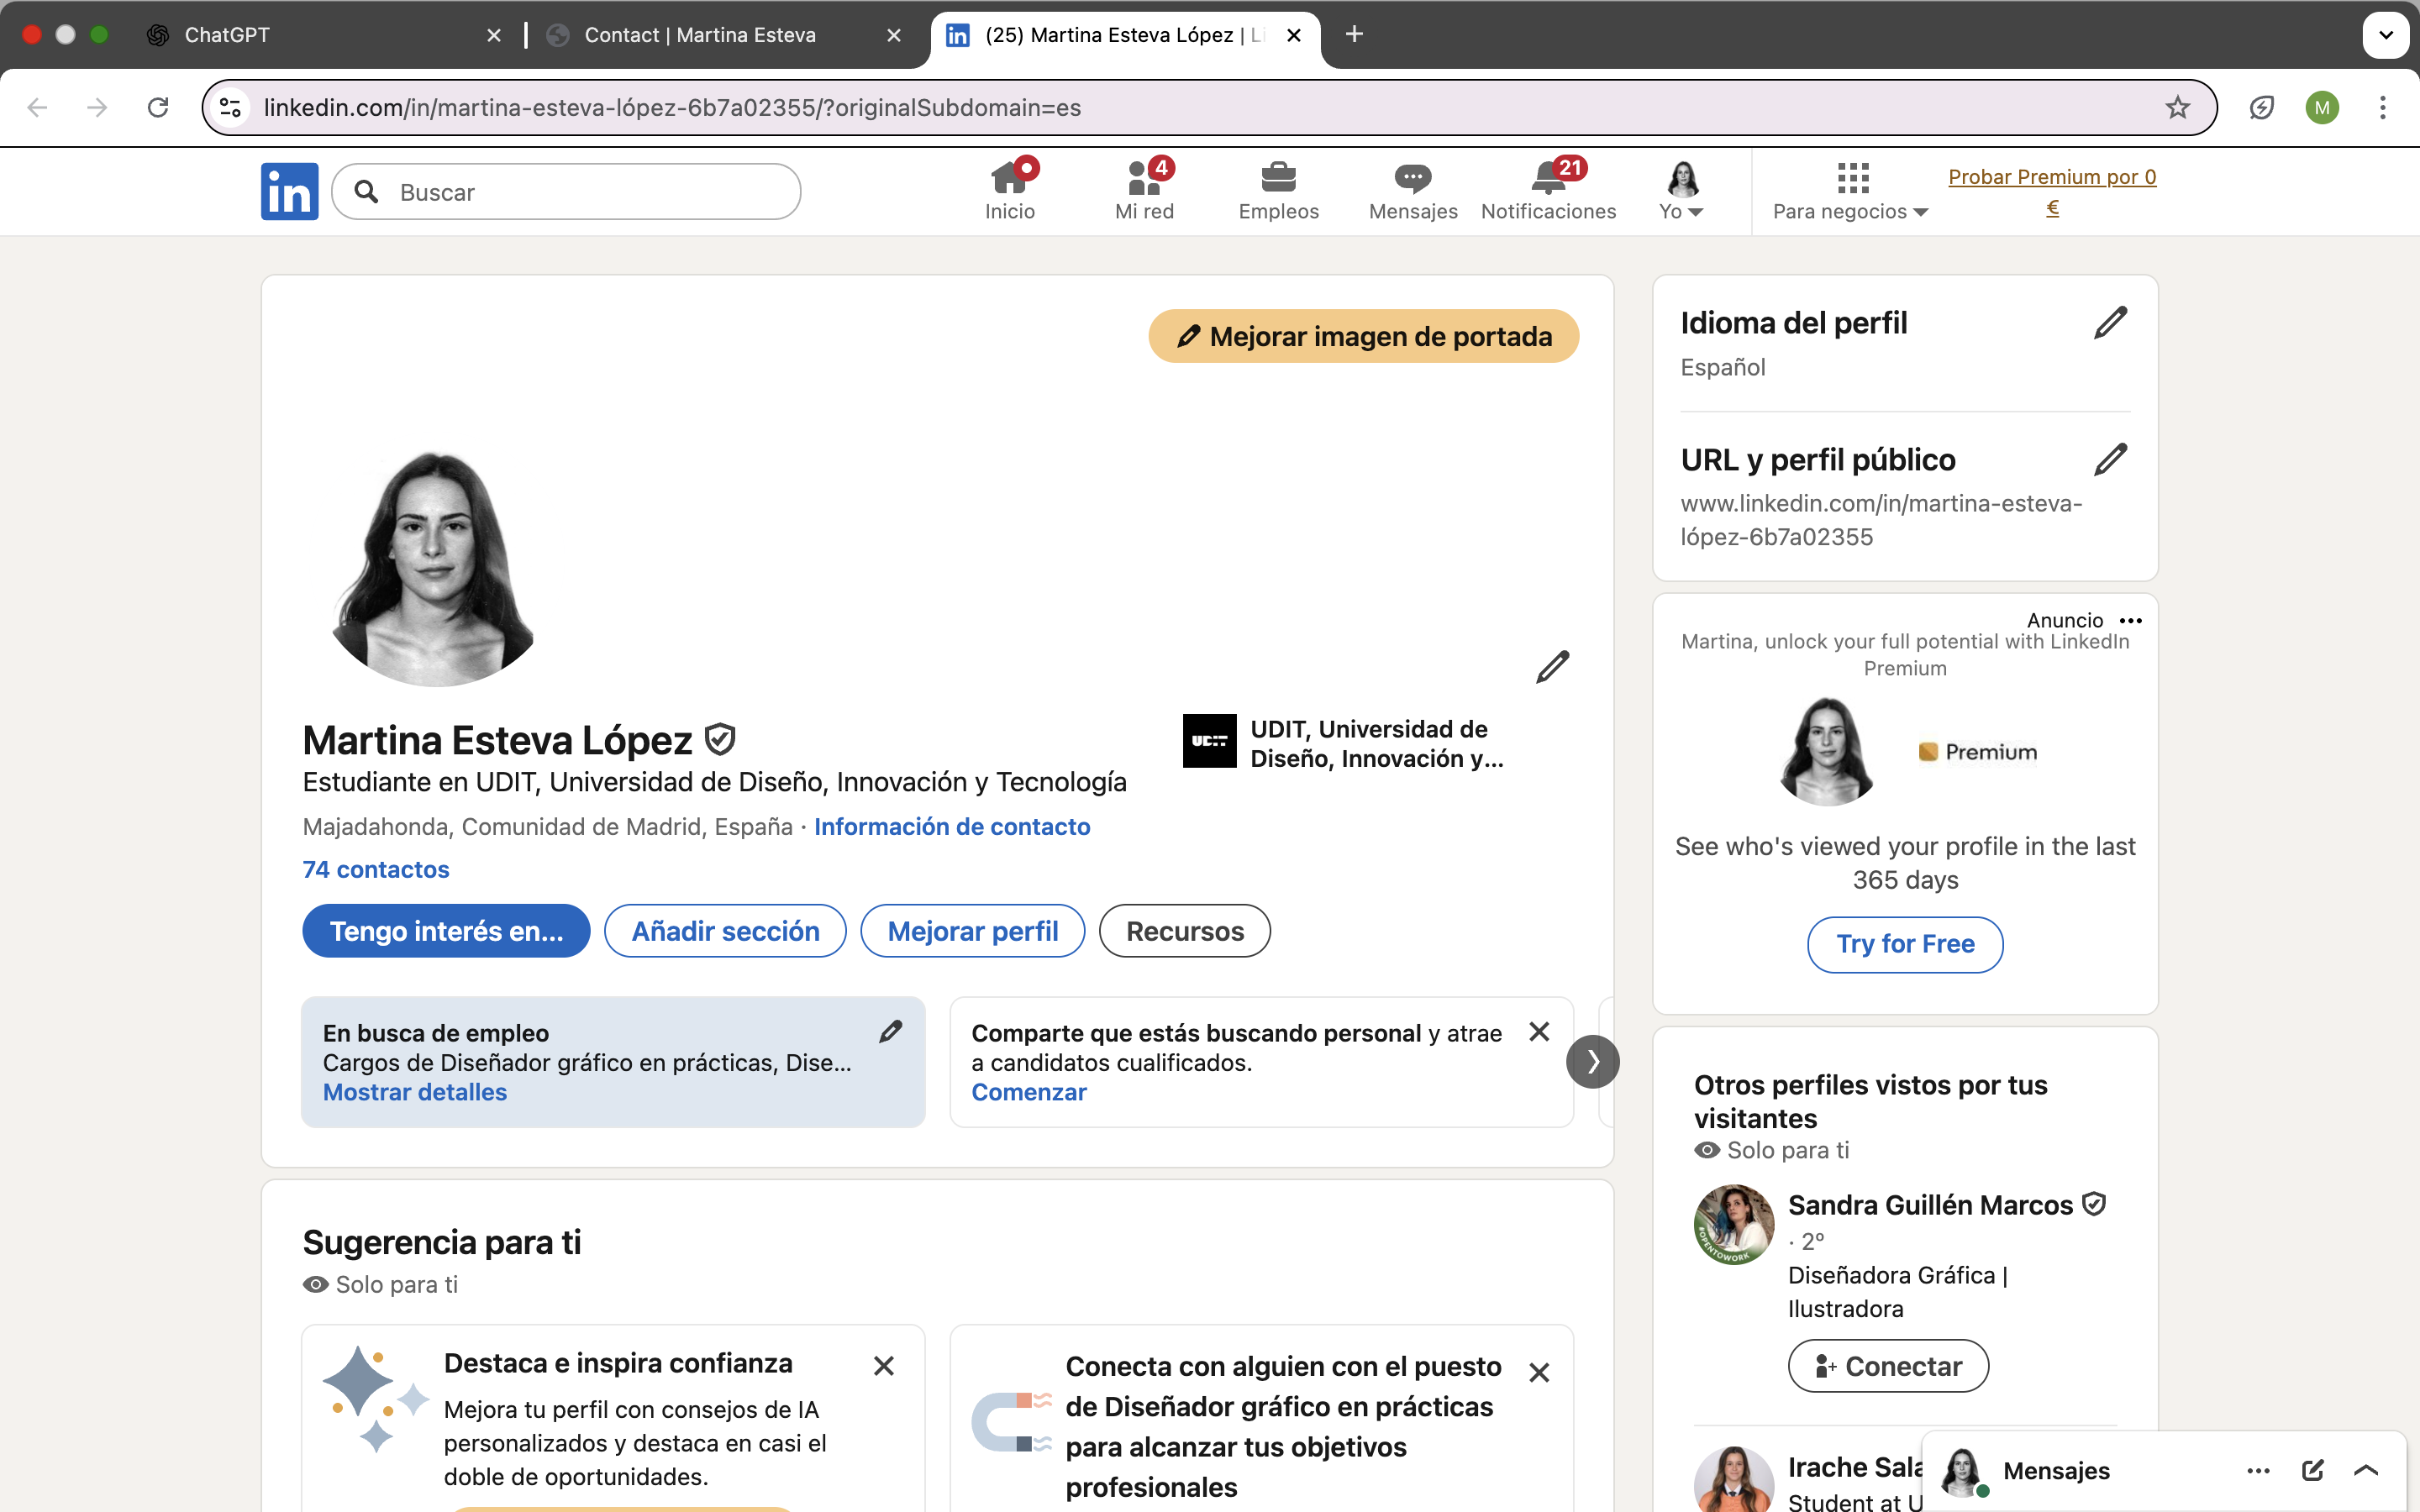 ChatGPT
Contact | Martina Esteva
(25) Martina Esteva López | Li
linkedin.com/in/martina-esteva-lópez-6b7a02355/?originalSubdomain=es
M
in
Buscar
Inicio
4
Mi red
Empleos
Mensajes
21
Notificaciones
Yo
Para negocios
Probar Premium por 0
€
Mejorar imagen de portada
Martina Esteva López
Estudiante en UDIT, Universidad de Diseño, Innovación y Tecnología
Majadahonda, Comunidad de Madrid, España · Información de contacto
74 contactos
UDIT
UDIT, Universidad de
Diseño, Innovación y...
Tengo interés en...
Añadir sección
Mejorar perfil
Recursos
En busca de empleo
Cargos de Diseñador gráfico en prácticas, Dise...
Mostrar detalles
Comparte que estás buscando personal y atrae
a candidatos cualificados.
Comenzar
Sugerencia para ti
Solo para ti
Destaca e inspira confianza
Mejora tu perfil con consejos de IA
personalizados y destaca en casi el
doble de oportunidades.
Conecta con alguien con el puesto
de Diseñador gráfico en prácticas
para alcanzar tus objetivos
profesionales
Idioma del perfil
Español
URL y perfil público
www.linkedin.com/in/martina-esteva-
lópez-6b7a02355
Anuncio
Martina, unlock your full potential with LinkedIn
Premium
Premium
See who's viewed your profile in the last
365 days
Try for Free
Otros perfiles vistos por tus
visitantes
Solo para ti
#OPENTOWORK
Sandra Guillén Marcos
· 2º
Diseñadora Gráfica |
Ilustradora
Conectar
Irache Sala
Student at U
Mensajes